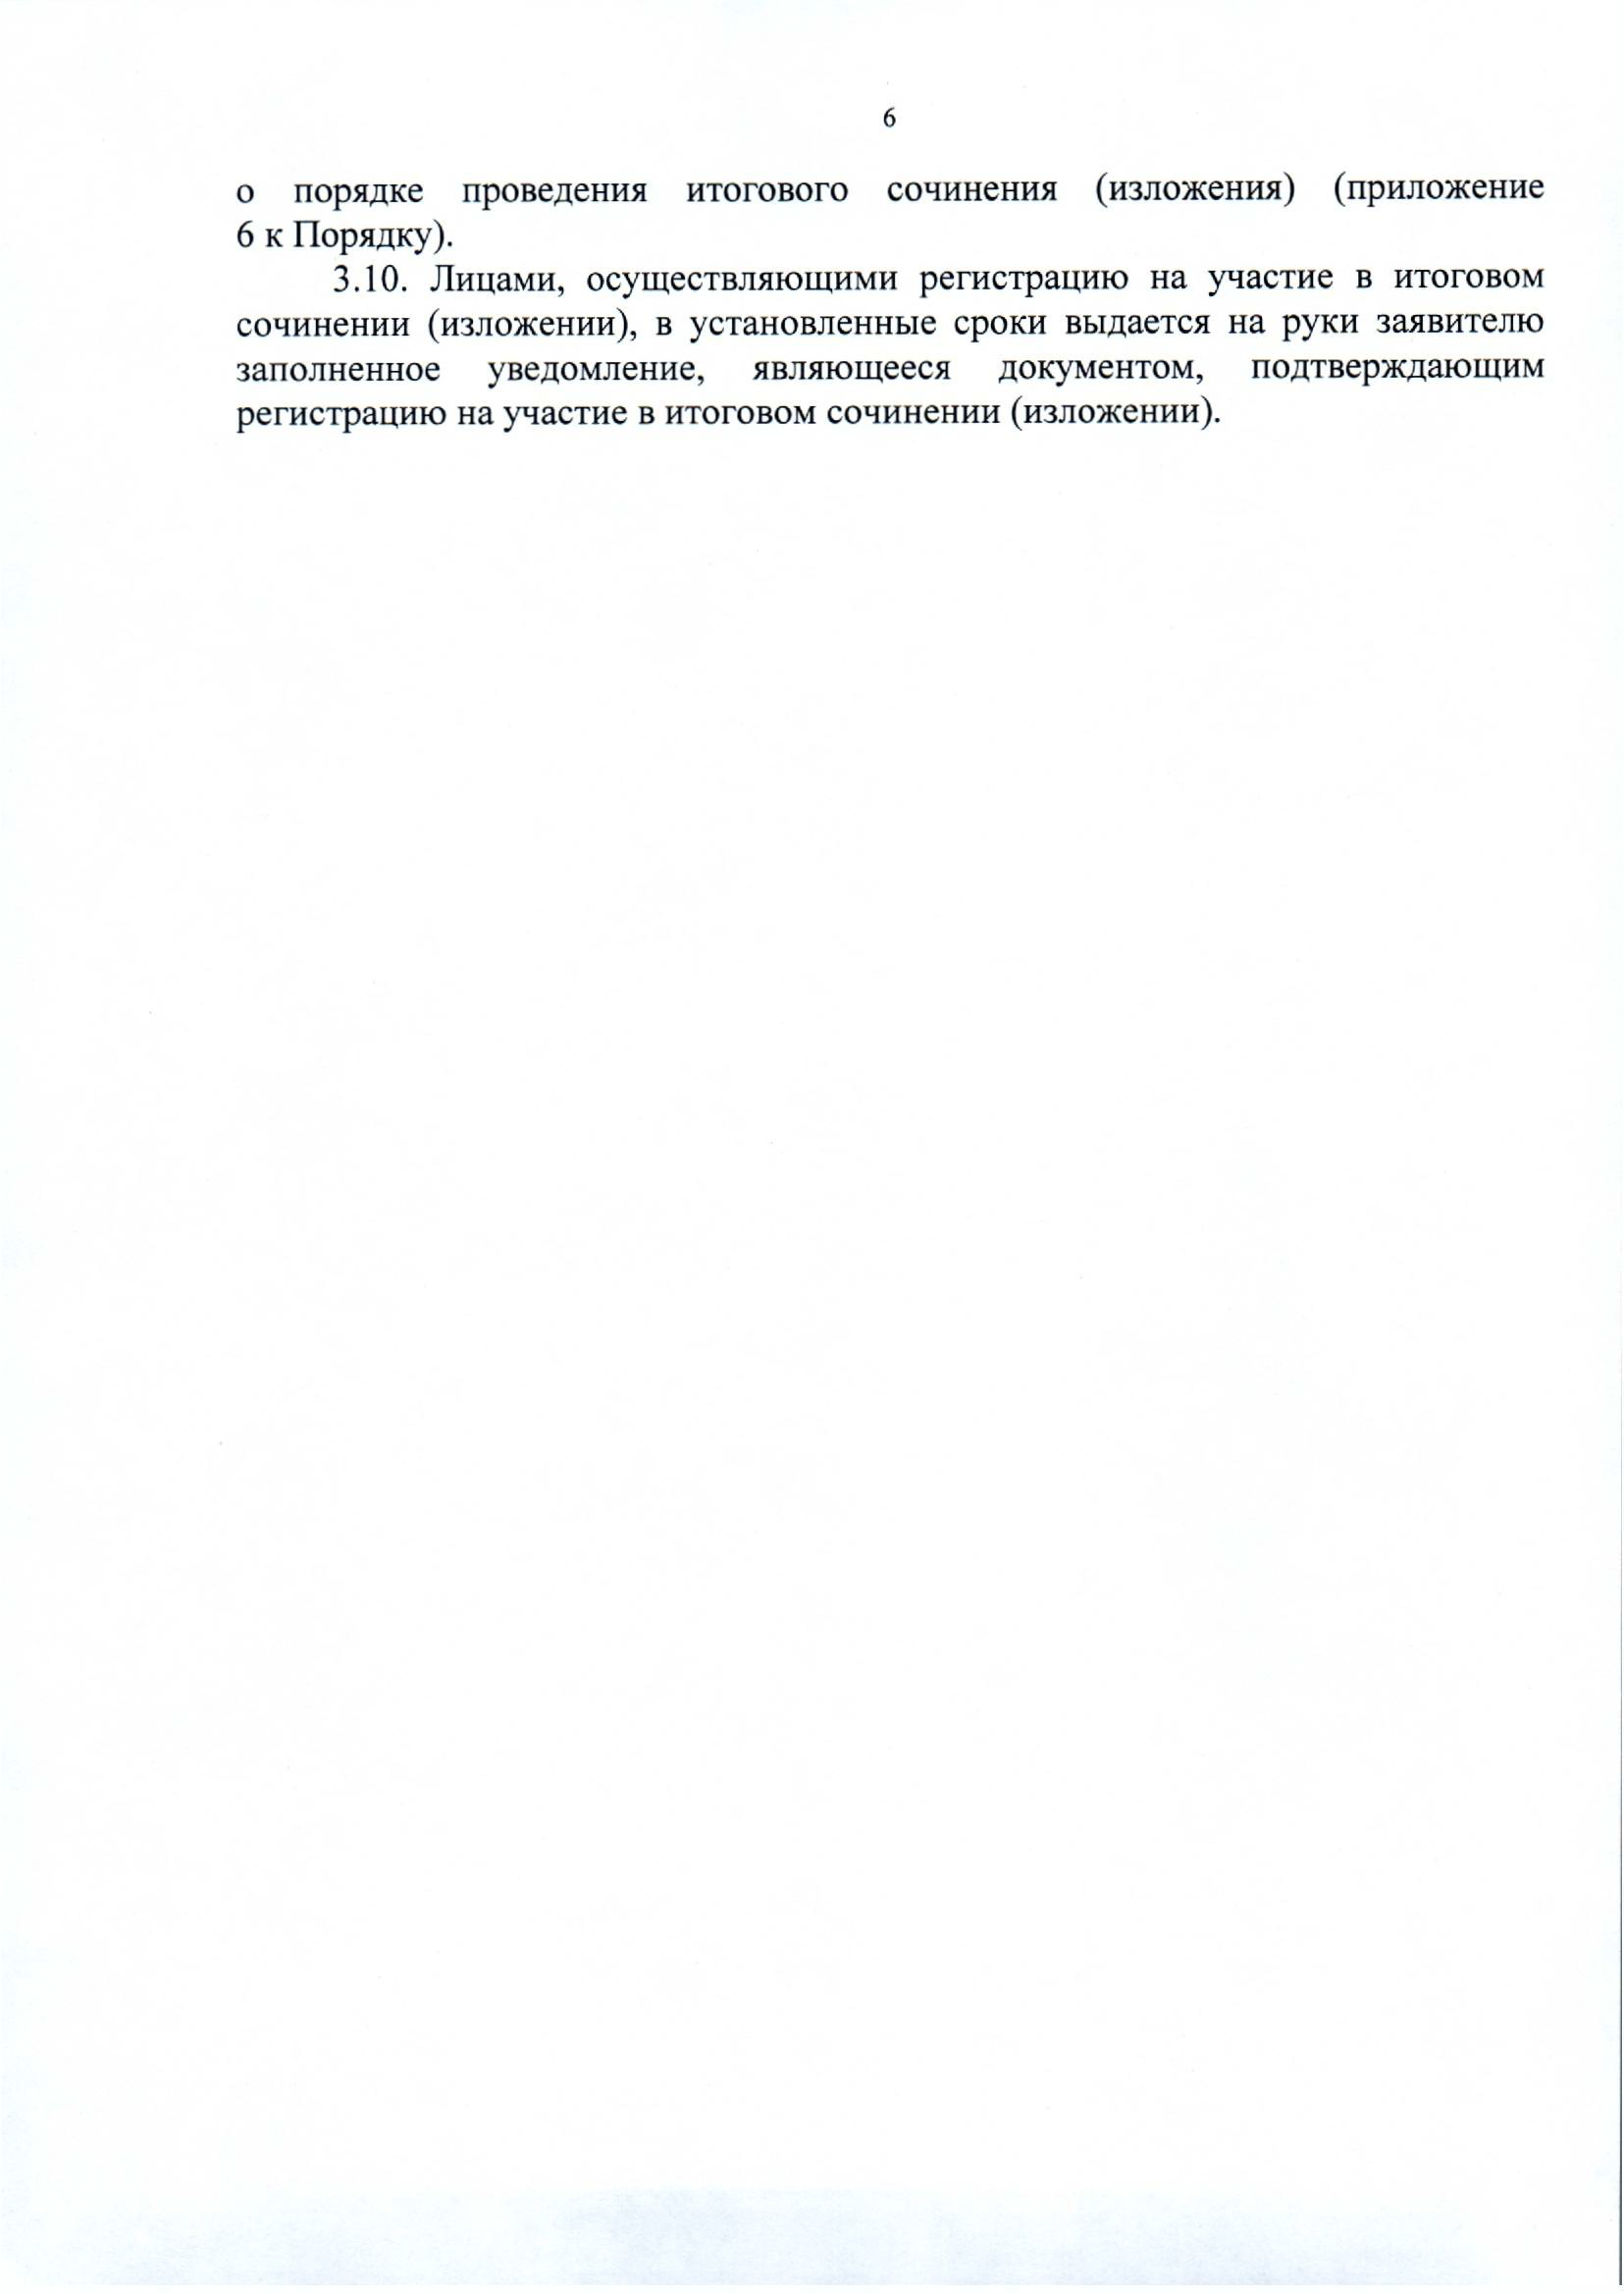 6
о порядке проведения итогового сочинения (изложения) (приложение
6 к Порядку).
3.10. Лицами, осуществляющими регистрацию на участие в итоговом
сочинении (изложении), в установленные сроки выдается на руки заявителю
заполненное уведомление, являющееся документом, подтверждающим
регистрацию на участие в итоговом сочинении (изложении).